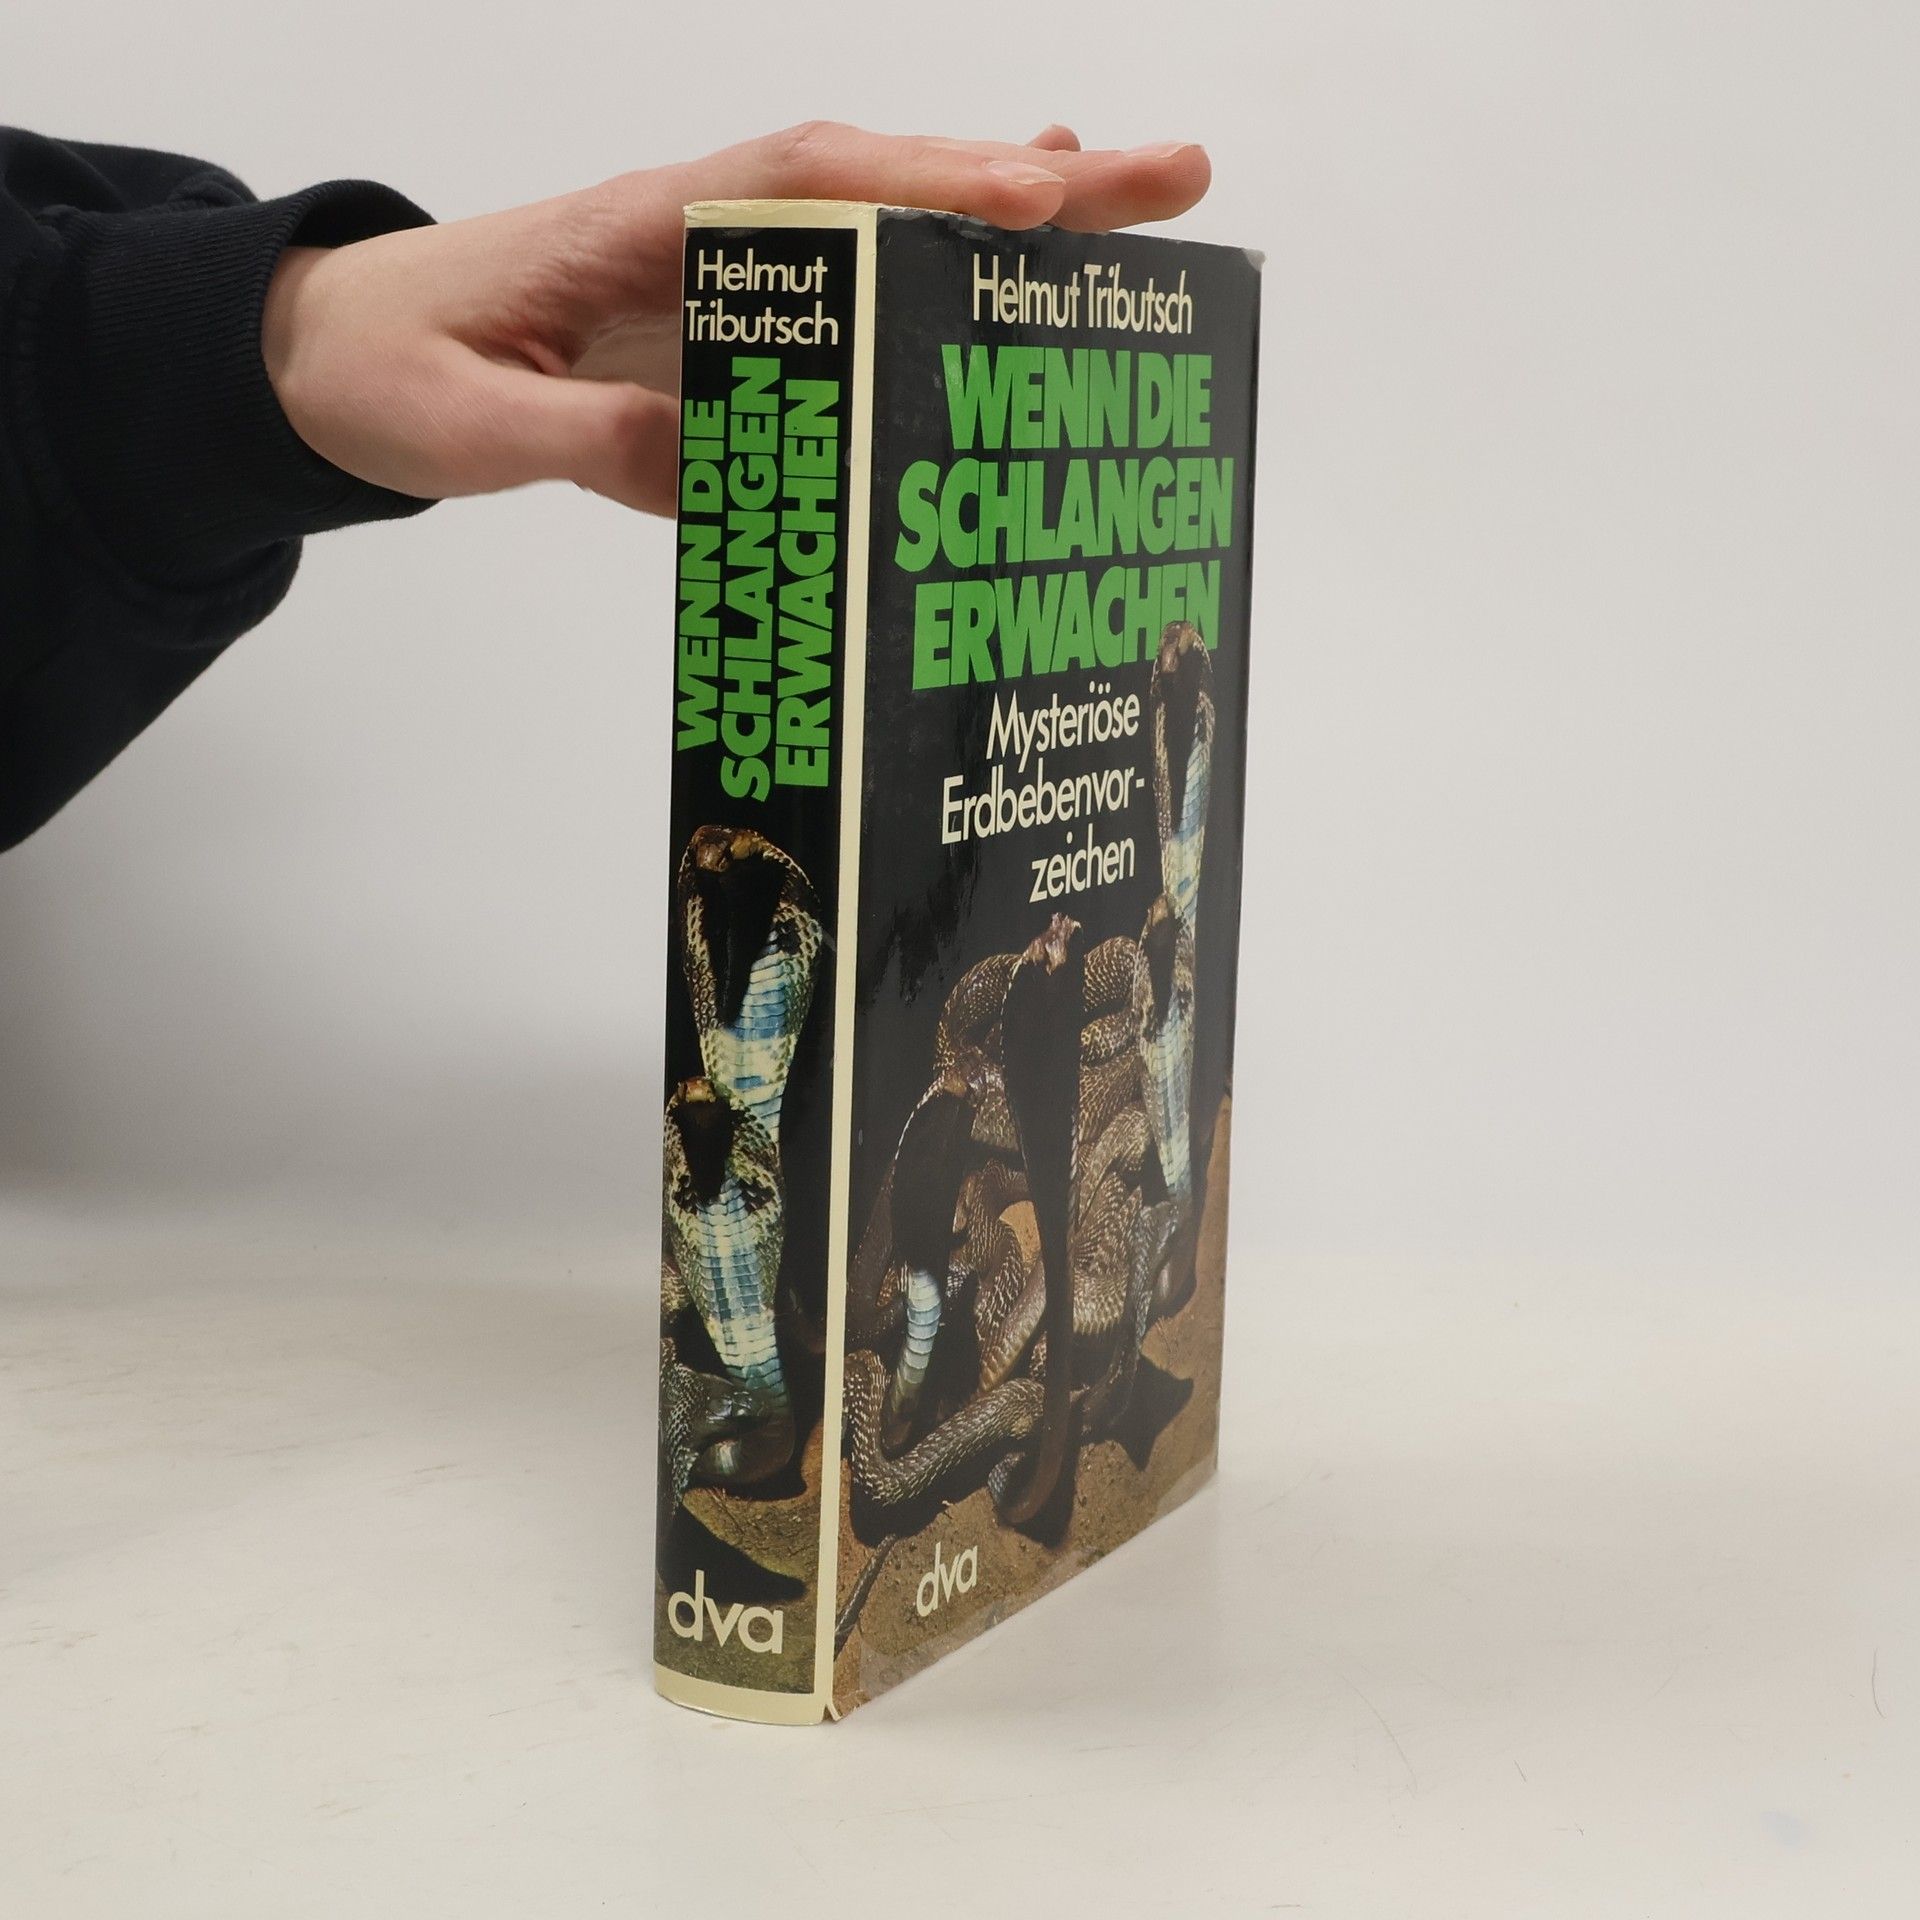 Helmut
Tributsch
WENN DIE
SCHLANGEN
ERWACHEN
dva
Helmut Tributsch
WENN DIE
SCHLANGEN
ERWACHEN
Mysteriöse
Erdbebenvor-
zeichen
dva